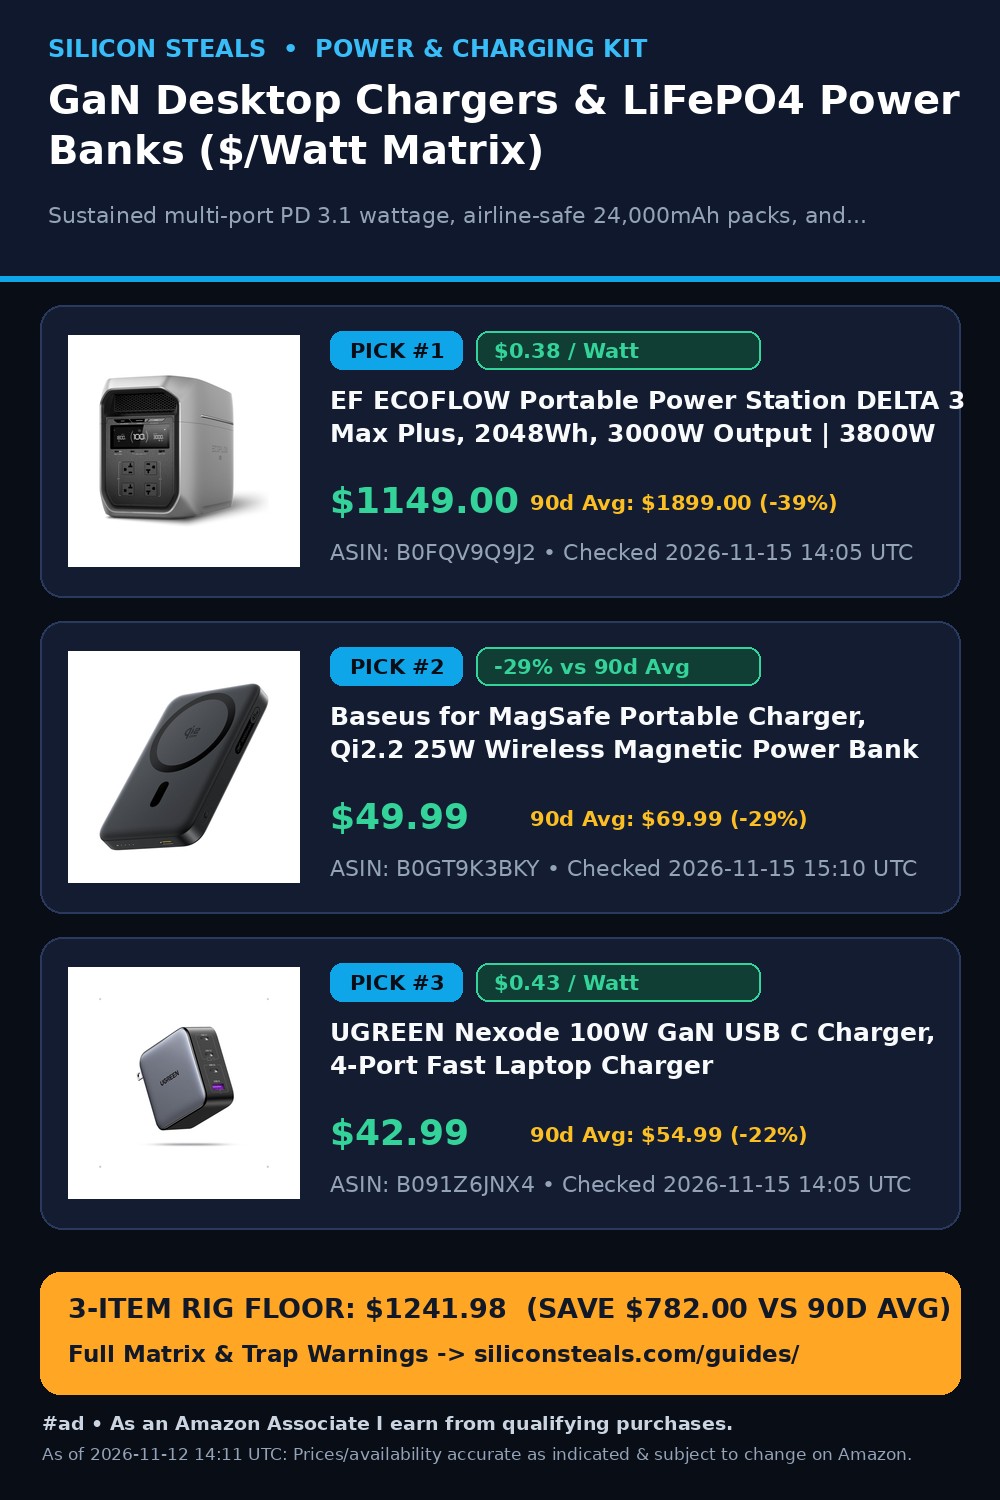 SILICON STEALS • POWER & CHARGING KIT
GaN Desktop Chargers & LiFePO4 Power
Banks ($/Watt Matrix)
Sustained multi-port PD 3.1 wattage, airline-safe 24,000mAh packs, and...
PICK #1
$0.38 / Watt
EF ECOFLOW Portable Power Station DELTA 3
Max Plus, 2048Wh, 3000W Output | 3800W
$1149.00 90d Avg: $1899.00 (-39%)
ASIN: B0FQV9Q9J2 • Checked 2026-11-15 14:05 UTC
PICK #2
-29% vs 90d Avg
Baseus for MagSafe Portable Charger,
Qi2.2 25W Wireless Magnetic Power Bank
$49.99 90d Avg: $69.99 (-29%)
ASIN: B0GT9K3BKY • Checked 2026-11-15 15:10 UTC
UGREEN
PICK #3
$0.43 / Watt
UGREEN Nexode 100W GaN USB C Charger,
4-Port Fast Laptop Charger
$42.99 90d Avg: $54.99 (-22%)
ASIN: B091Z6JNX4 • Checked 2026-11-15 14:05 UTC
3-ITEM RIG FLOOR: $1241.98 (SAVE $782.00 VS 90D AVG)
Full Matrix & Trap Warnings -> siliconsteals.com/guides/
#ad • As an Amazon Associate I earn from qualifying purchases.
As of 2026-11-12 14:11 UTC: Prices/availability accurate as indicated & subject to change on Amazon.